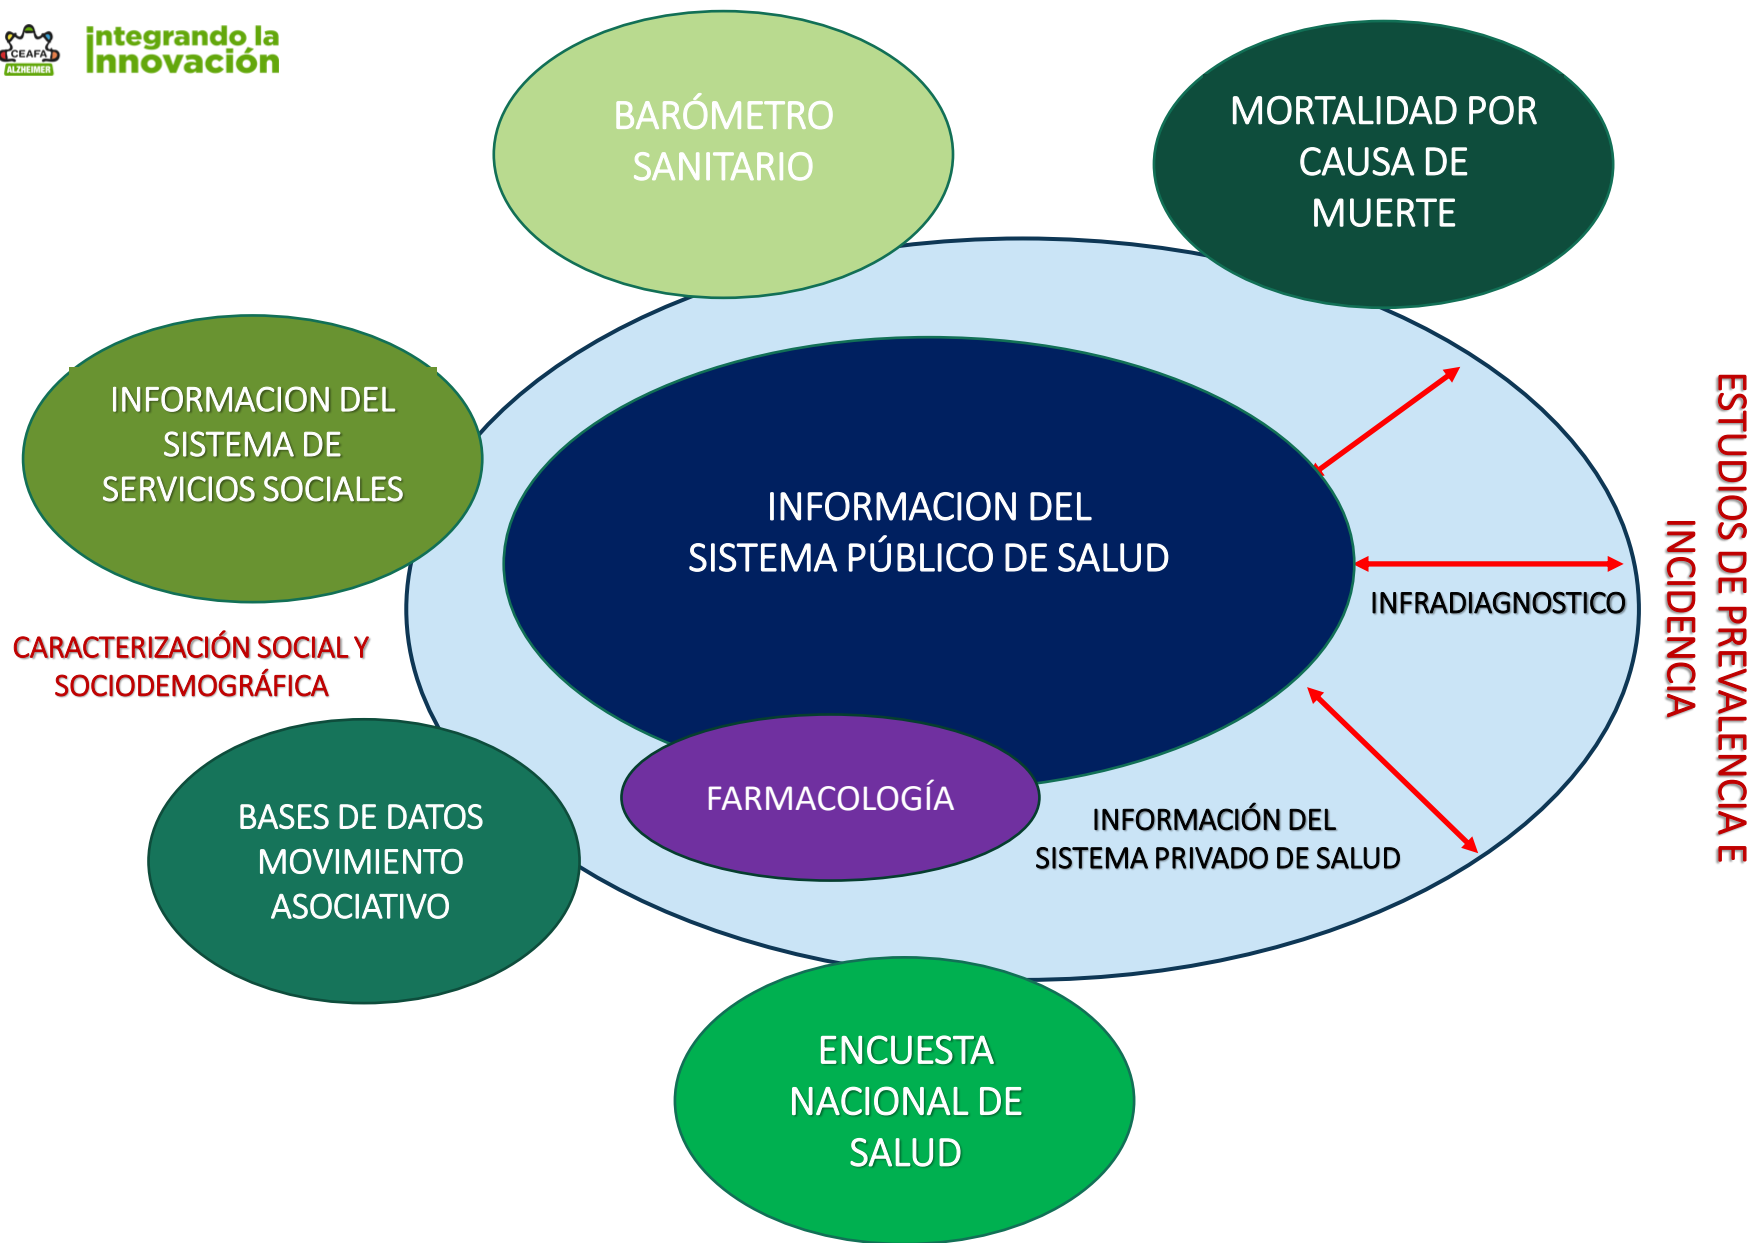 CEAFA
ALZHEIMER
integrando la
Innovación
BARÓMETRO
SANITARIO
MORTALIDAD POR
CAUSA DE
MUERTE
INFORMACION DEL
SISTEMA DE
SERVICIOS SOCIALES
INFORMACION DEL
SISTEMA PÚBLICO DE SALUD
ESTUDIOS DE PREVALENCIA E
INCIDENCIA
INFRADIAGNOSTICO
CARACTERIZACIÓN SOCIAL Y
SOCIODEMOGRÁFICA
BASES DE DATOS
MOVIMIENTO
ASOCIATIVO
FARMACOLOGÍA
INFORMACIÓN DEL
SISTEMA PRIVADO DE SALUD
ENCUESTA
NACIONAL DE
SALUD